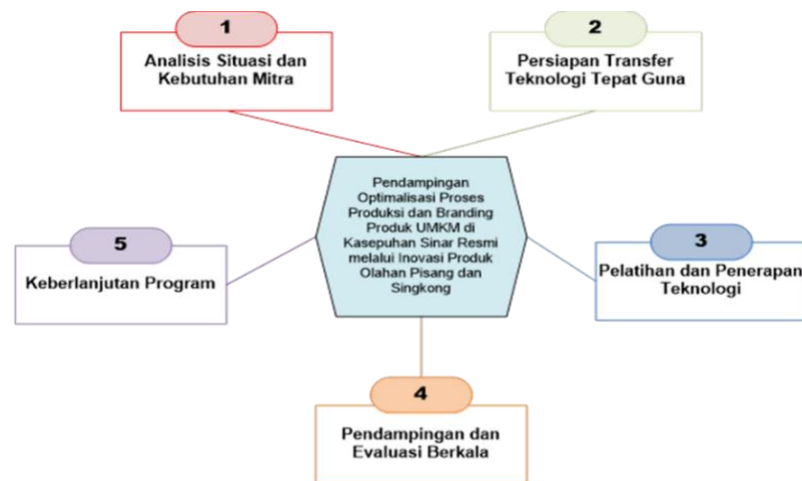 1
Analisis Situasi dan
Kebutuhan Mitra
2
Persiapan Transfer
Teknologi Tepat Guna
Pendampingan
Optimalisasi Proses
Produksi dan Branding
Produk UMKM di
Kasepuhan Sinar Resmi
melalui Inovasi Produk
Olahan Pisang dan
Singkong
3
Pelatihan dan Penerapan
Teknologi
4
Pendampingan dan
Evaluasi Berkala
5
Keberlanjutan Program